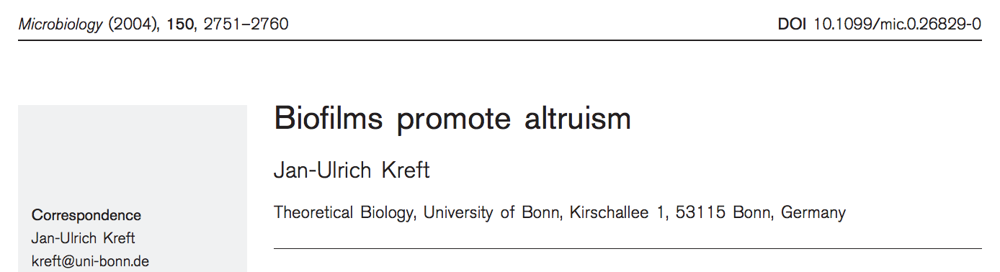 Microbiology (2004), 150, 2751–2760
DOI 10.1099/mic.0.26829-0
Biofilms promote altruism
Jan-Ulrich Kreft
Theoretical Biology, University of Bonn, Kirschallee 1, 53115 Bonn, Germany
Correspondence
Jan-Ulrich Kreft
kreft@uni-bonn.de